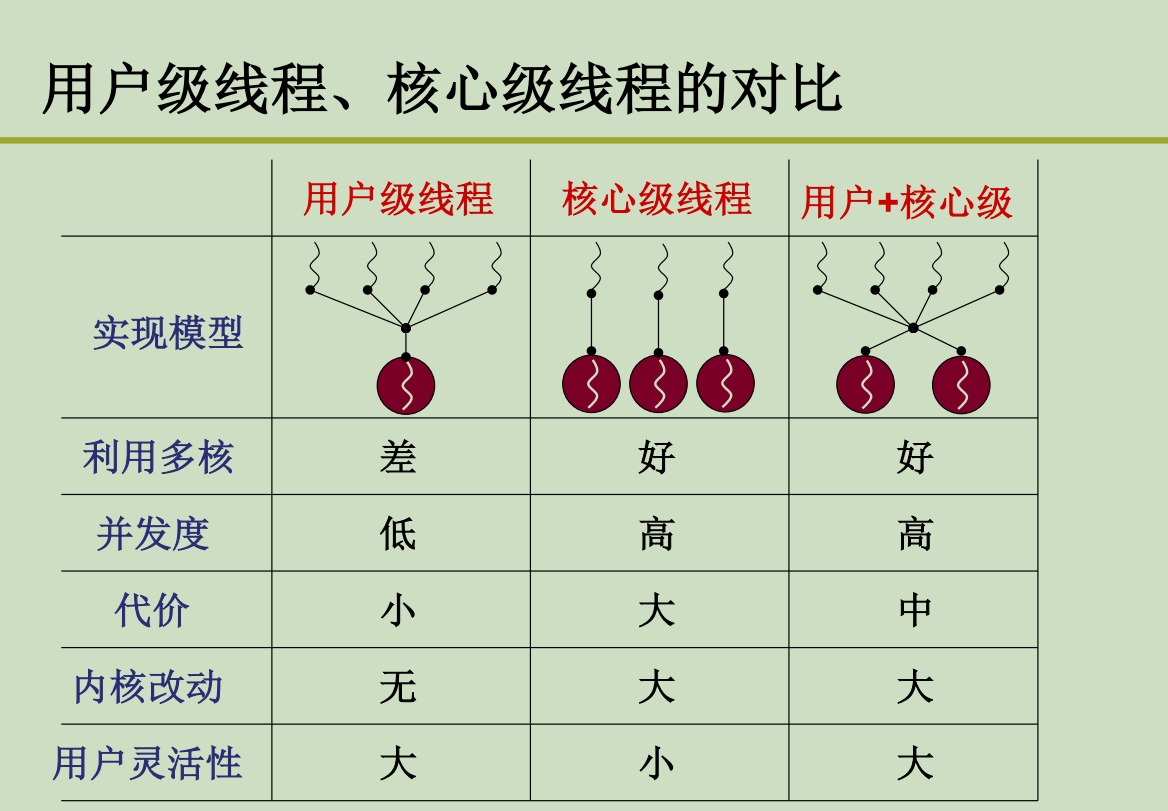 用户级线程、核心级线程的对比
用户级线程 核心级线程 用户+核心级
实现模型
利用多核 差 好 好
并发度 低 高 高
代价 小 大 中
内核改动 无 大 大
用户灵活性 大 小 大